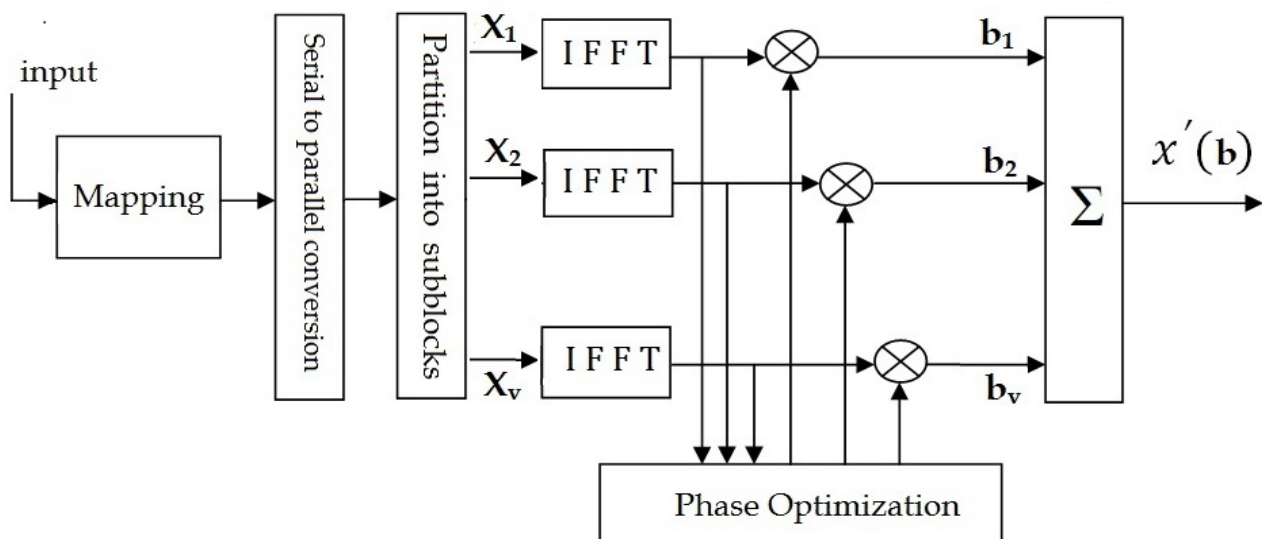 input
Mapping
Serial to parallel conversion
Partition into subblocks
X₁
I F F T
b₁
X₂
I F F T
b₂
Xᵥ
I F F T
bᵥ
Σ
x′(b)
Phase Optimization